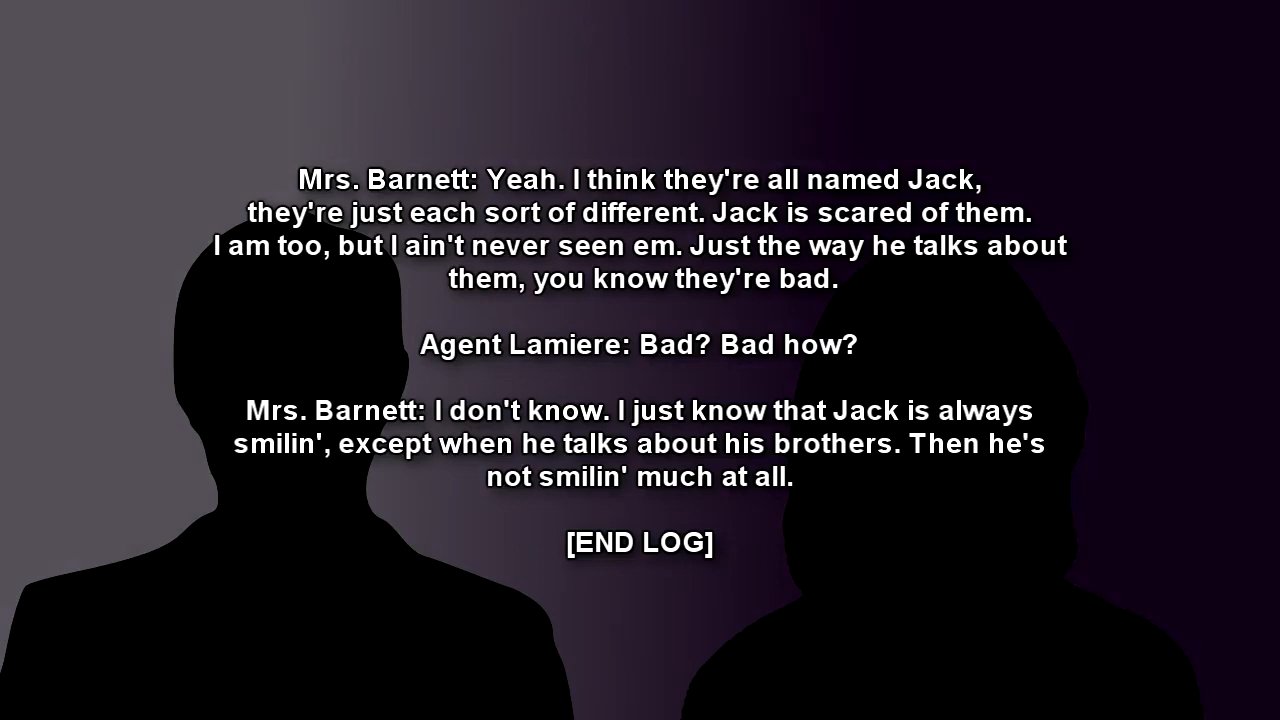 Mrs. Barnett: Yeah. I think they're all named Jack,
they're just each sort of different. Jack is scared of them.
I am too, but I ain't never seen em. Just the way he talks about
them, you know they're bad.
Agent Lamiere: Bad? Bad how?
Mrs. Barnett: I don't know. I just know that Jack is always
smilin', except when he talks about his brothers. Then he's
not smilin' much at all.
[END LOG]